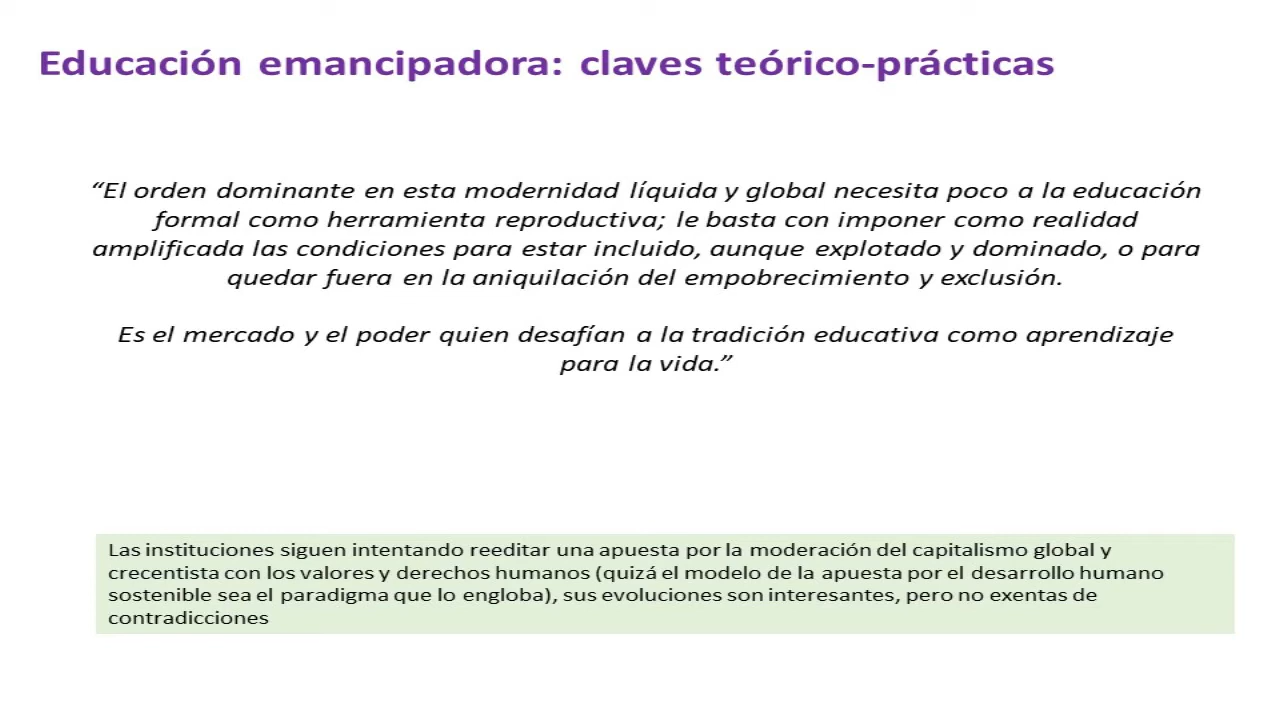 Educación emancipadora: claves teórico-prácticas
“El orden dominante en esta modernidad líquida y global necesita poco a la educación
formal como herramienta reproductiva; le basta con imponer como realidad
amplificada las condiciones para estar incluido, aunque explotado y dominado, o para
quedar fuera en la aniquilación del empobrecimiento y exclusión.
Es el mercado y el poder quien desafían a la tradición educativa como aprendizaje
para la vida.”
Las instituciones siguen intentando reeditar una apuesta por la moderación del capitalismo global y
crecentista con los valores y derechos humanos (quizá el modelo de la apuesta por el desarrollo humano
sostenible sea el paradigma que lo engloba), sus evoluciones son interesantes, pero no exentas de
contradicciones